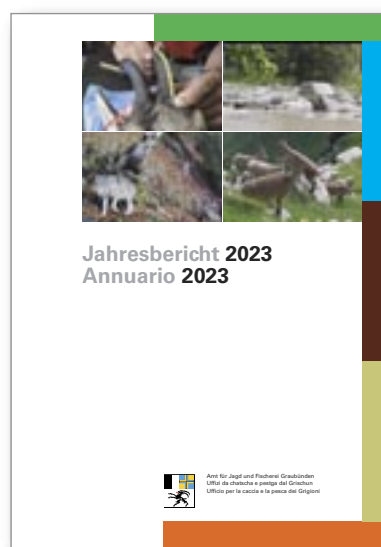 Jahresbericht 2023
Annuario 2023
Amt für Jagd und Fischerei Graubünden
Uffizi da chatscha e pestga dal Grischun
Ufficio per la caccia e la pesca dei Grigioni